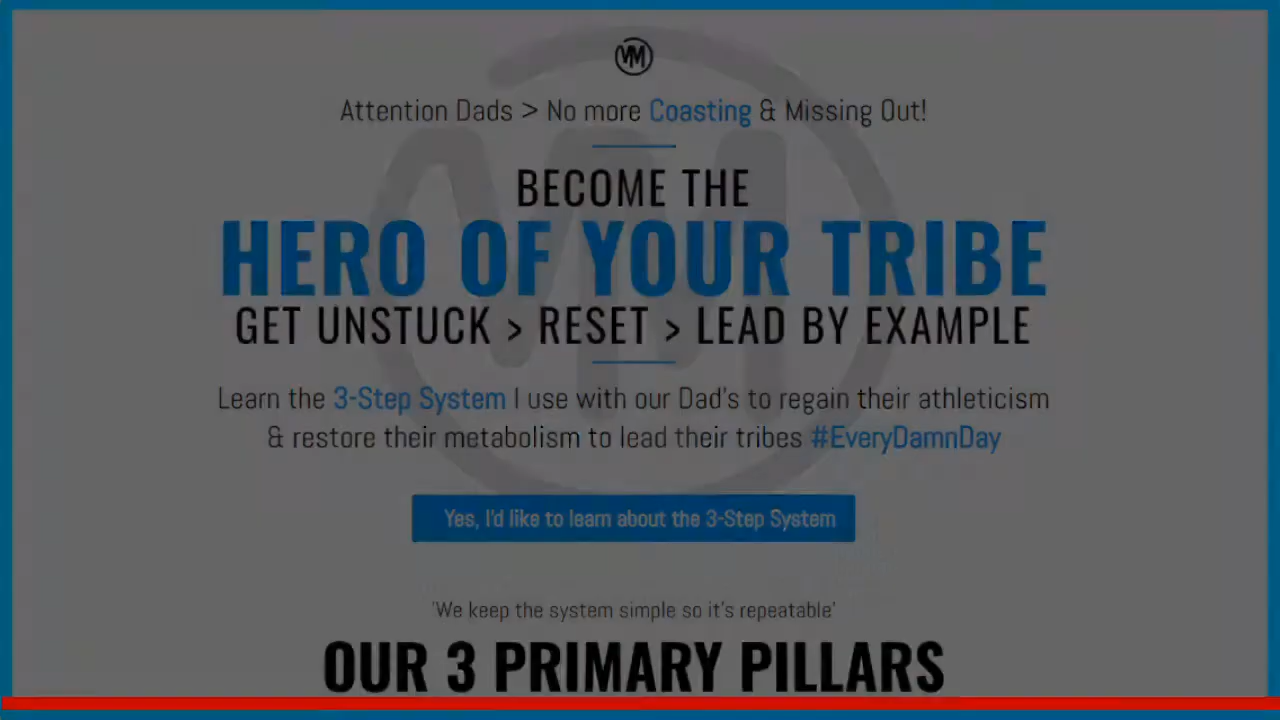 VM
Attention Dads > No more Coasting & Missing Out!
BECOME THE
HERO OF YOUR TRIBE
GET UNSTUCK > RESET > LEAD BY EXAMPLE
Learn the 3-Step System I use with our Dad's to regain their athleticism
& restore their metabolism to lead their tribes #EveryDamnDay
Yes, I'd like to learn about the 3-Step System
'We keep the system simple so it's repeatable'
OUR 3 PRIMARY PILLARS